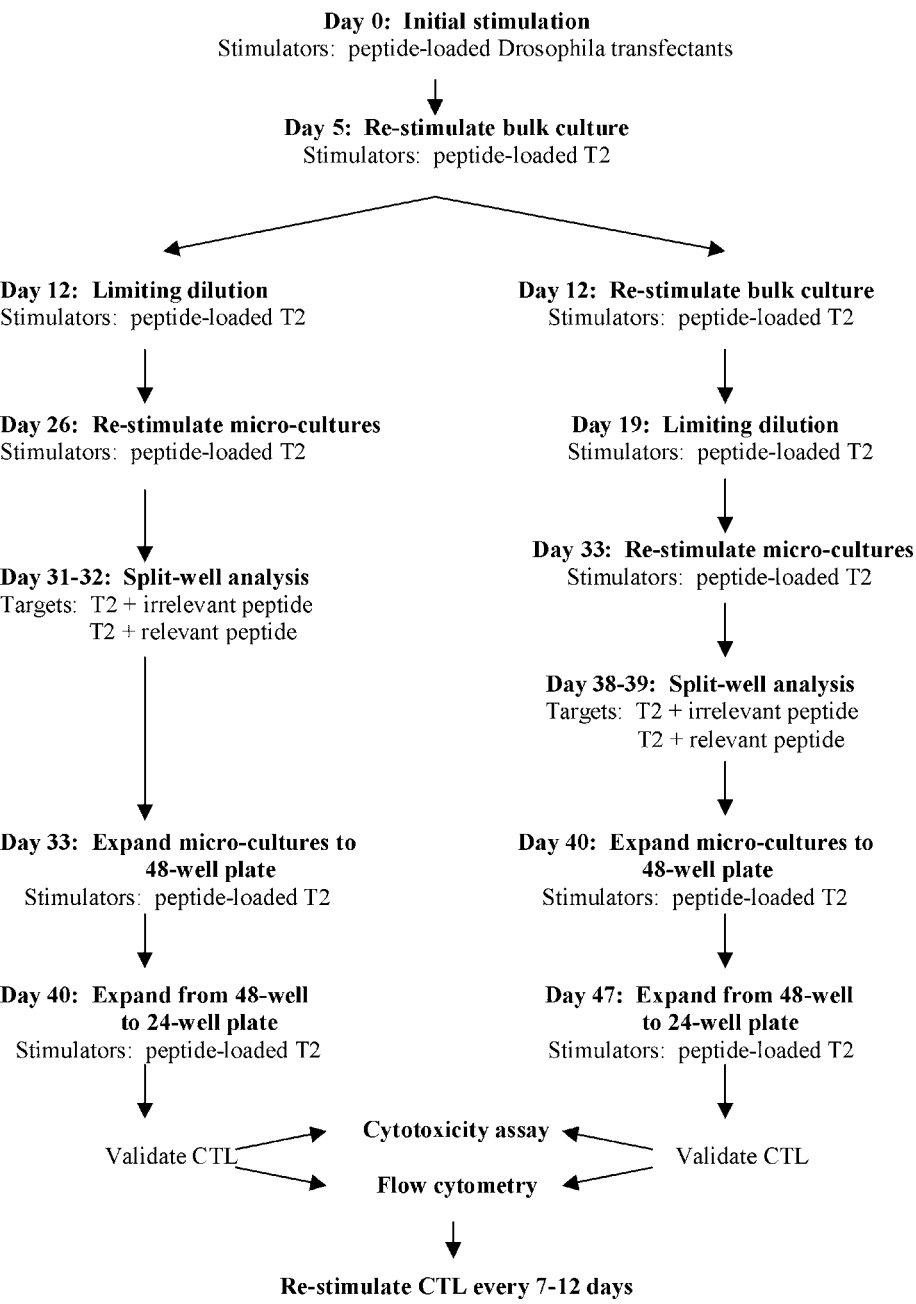 Day 0: Initial stimulation
Stimulators: peptide-loaded Drosophila transfectants
Day 5: Re-stimulate bulk culture
Stimulators: peptide-loaded T2
Day 12: Limiting dilution
Stimulators: peptide-loaded T2
Day 26: Re-stimulate micro-cultures
Stimulators: peptide-loaded T2
Day 31-32: Split-well analysis
Targets: T2 + irrelevant peptide
T2 + relevant peptide
Day 33: Expand micro-cultures to
48-well plate
Stimulators: peptide-loaded T2
Day 40: Expand from 48-well
to 24-well plate
Stimulators: peptide-loaded T2
Validate CTL
Day 12: Re-stimulate bulk culture
Stimulators: peptide-loaded T2
Day 19: Limiting dilution
Stimulators: peptide-loaded T2
Day 33: Re-stimulate micro-cultures
Stimulators: peptide-loaded T2
Day 38-39: Split-well analysis
Targets: T2 + irrelevant peptide
T2 + relevant peptide
Day 40: Expand micro-cultures to
48-well plate
Stimulators: peptide-loaded T2
Day 47: Expand from 48-well
to 24-well plate
Stimulators: peptide-loaded T2
Validate CTL
Cytotoxicity assay
Flow cytometry
Re-stimulate CTL every 7-12 days